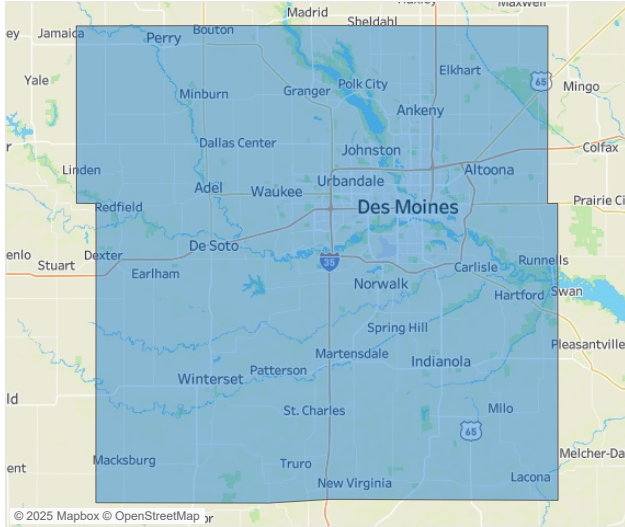 Madrid
Maxwell
Sheldahl
Bouton
Jamaica
Perry
Elkhart
65
Yale
Polk City
Mingo
Minburn
Granger
Ankeny
Dallas Center
Johnston
Colfax
Linden
Urbandale
Altoona
Adel
Waukee
Redfield
Des Moines
Prairie Ci
De Soto
Dexter
Stuart
Runnells
35
Carlisle
Earlham
Norwalk
Hartford
Swan
Spring Hill
Pleasantville
Martensdale
Indianola
Patterson
Winterset
St. Charles
Milo
65
Macksburg
Truro
Melcher-Da
New Virginia
Lacona
© 2025 Mapbox © OpenStreetMap